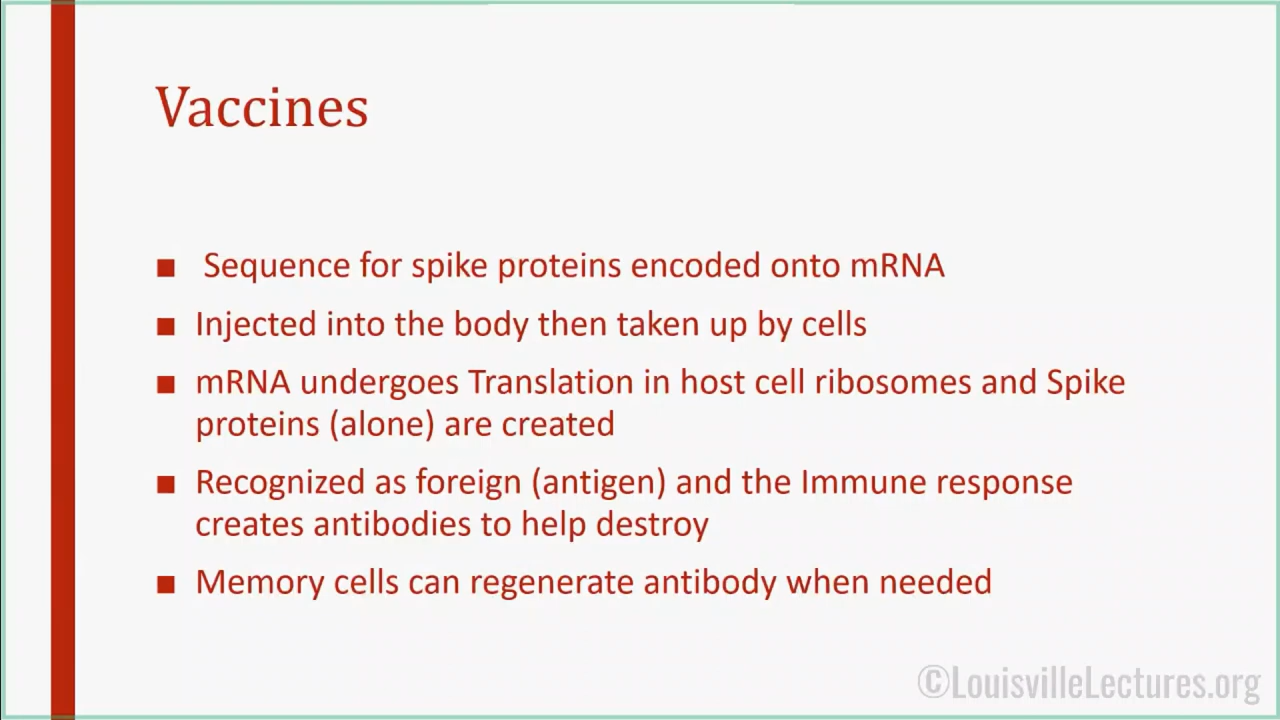 Vaccines
■ Sequence for spike proteins encoded onto mRNA
■ Injected into the body then taken up by cells
■ mRNA undergoes Translation in host cell ribosomes and Spike
proteins (alone) are created
■ Recognized as foreign (antigen) and the Immune response
creates antibodies to help destroy
■ Memory cells can regenerate antibody when needed
©LouisvilleLectures.org